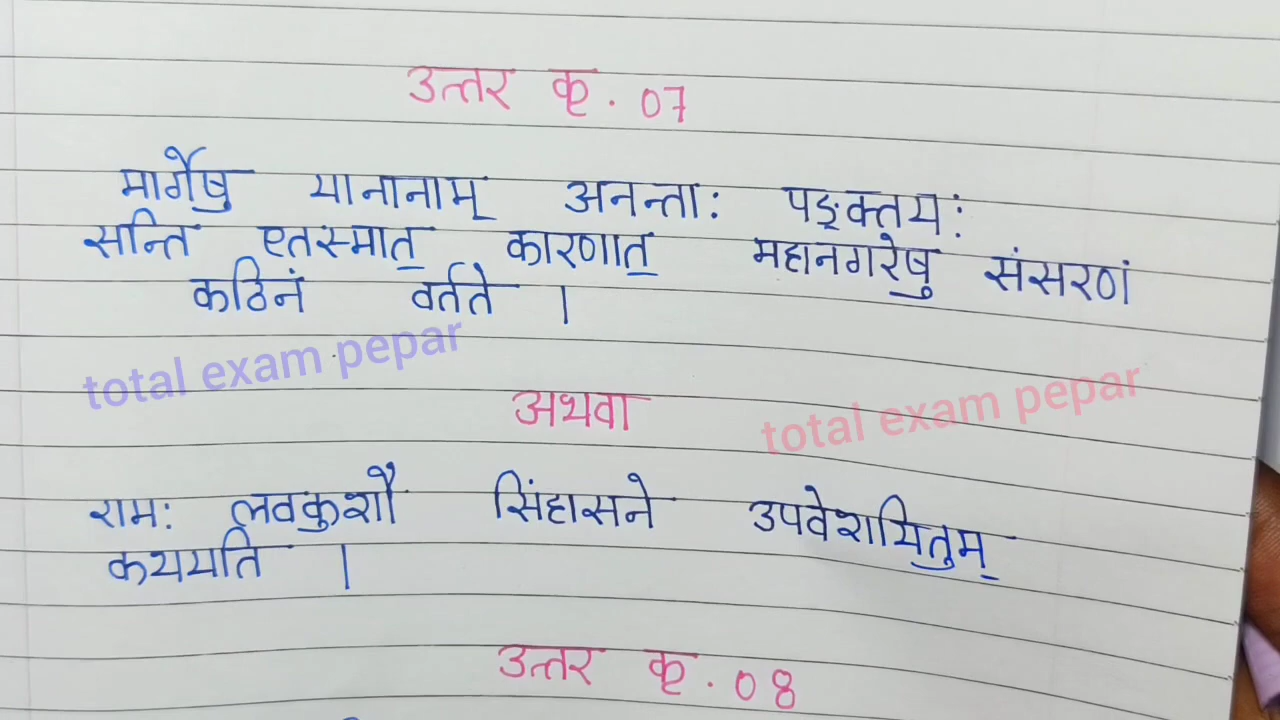 उत्तर कृ. 07
मार्गेषु यानानाम् अनन्ताः पङ्क्तयः
सन्ति एतस्मात् कारणात् महानगरेषु संसरणं
कठिनं वर्तते ।
total exam pepar
अथवा
total exam pepar
रामः लवकुशौ सिंहासने उपवेशयितुम्
कथयति ।
उत्तर कृ. 08